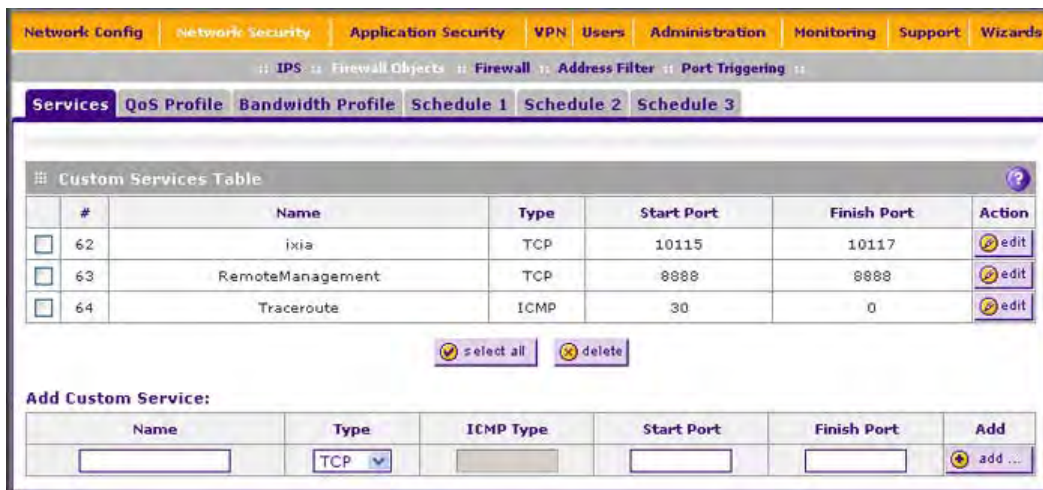 Network Config Network Security Application Security VPN Users Administration Monitoring Support Wizards
:: IPS :: Firewall Objects :: Firewall :: Address Filter :: Port Triggering ::
Services QoS Profile Bandwidth Profile Schedule 1 Schedule 2 Schedule 3
Custom Services Table ?
# Name Type Start Port Finish Port Action
62 ixia TCP 10115 10117 edit
63 RemoteManagement TCP 8888 8888 edit
64 Traceroute ICMP 30 0 edit
select all delete
Add Custom Service:
Name Type ICMP Type Start Port Finish Port Add
TCP add ...